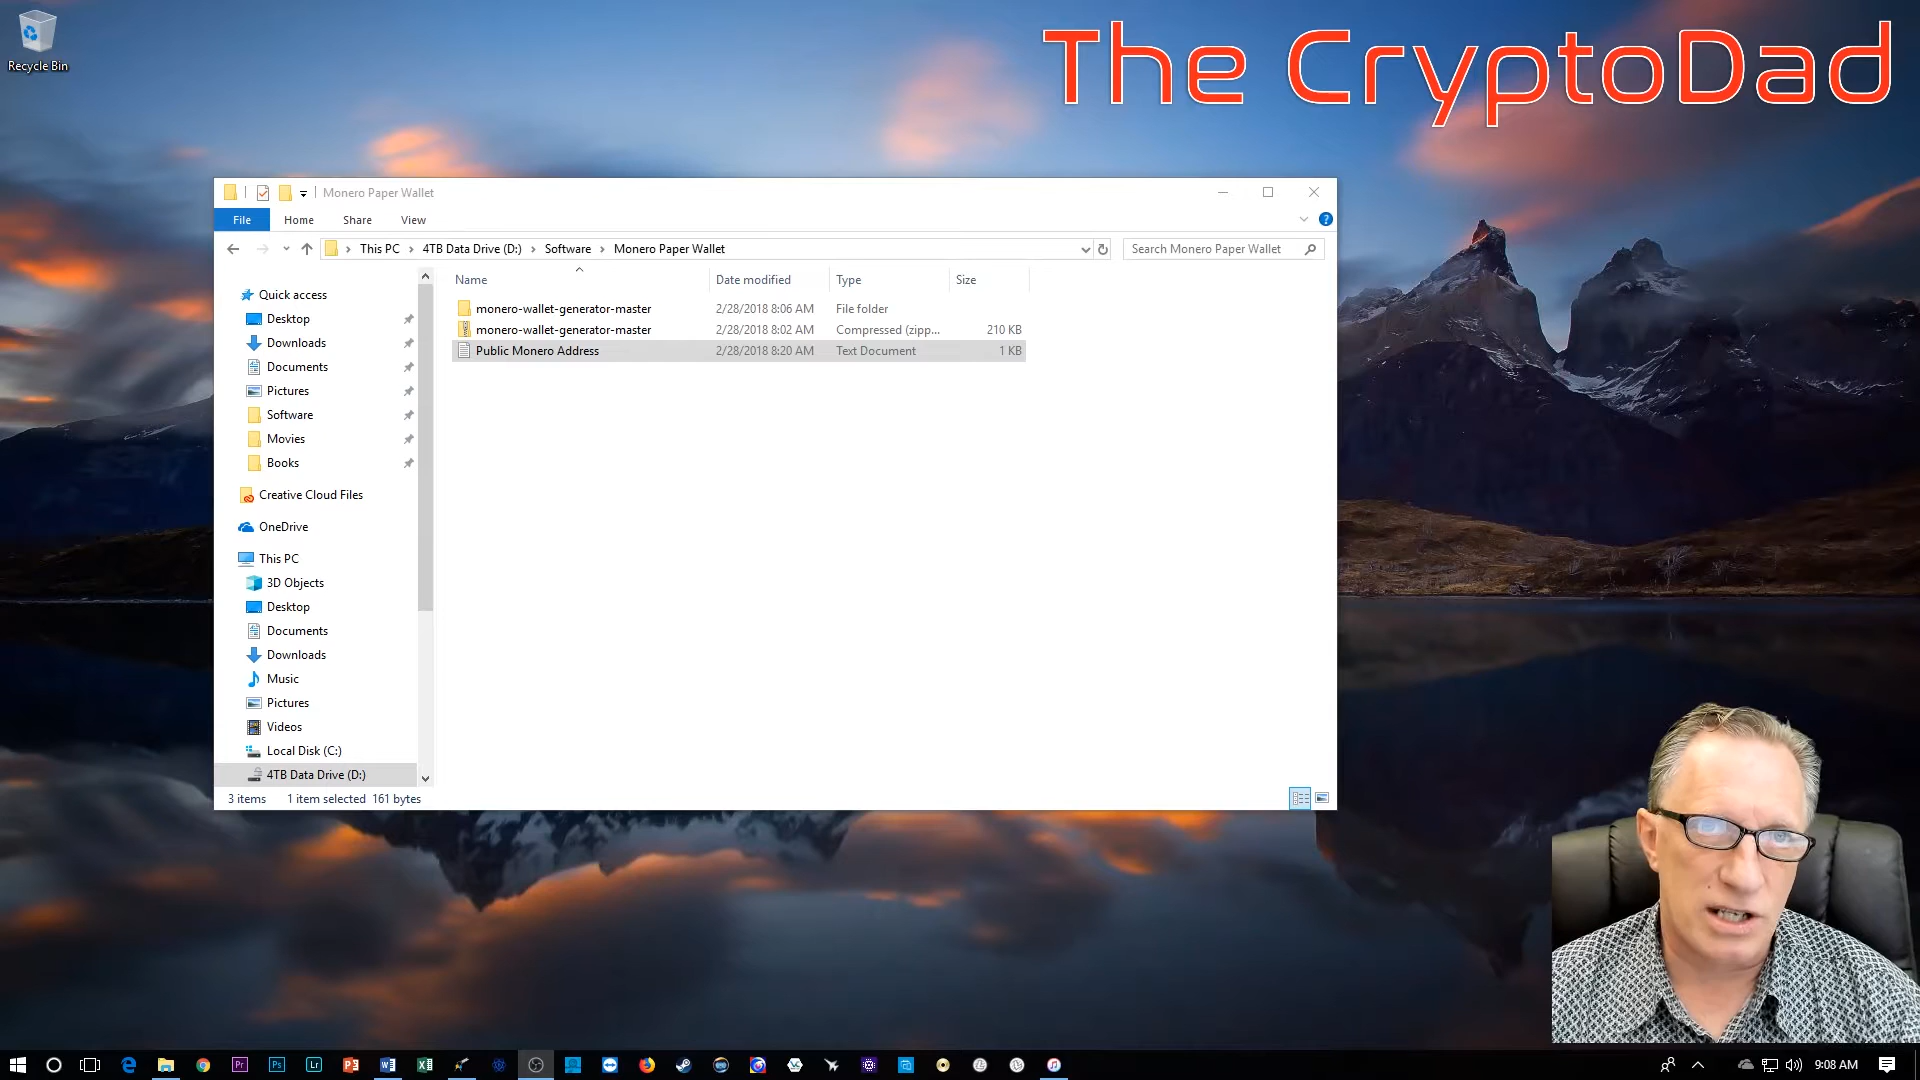 Recycle Bin
The CryptoDad
Monero Paper Wallet
File Home Share View
This PC 4TB Data Drive (D:) Software Monero Paper Wallet
Search Monero Paper Wallet
Name Date modified Type Size
monero-wallet-generator-master 2/28/2018 8:06 AM File folder
monero-wallet-generator-master 2/28/2018 8:02 AM Compressed (zipp... 210 KB
Public Monero Address 2/28/2018 8:20 AM Text Document 1 KB
Quick access
Desktop
Downloads
Documents
Pictures
Software
Movies
Books
Creative Cloud Files
OneDrive
This PC
3D Objects
Desktop
Documents
Downloads
Music
Pictures
Videos
Local Disk (C:)
4TB Data Drive (D:)
3 items 1 item selected 161 bytes
Pr Ps Lr
9:08 AM